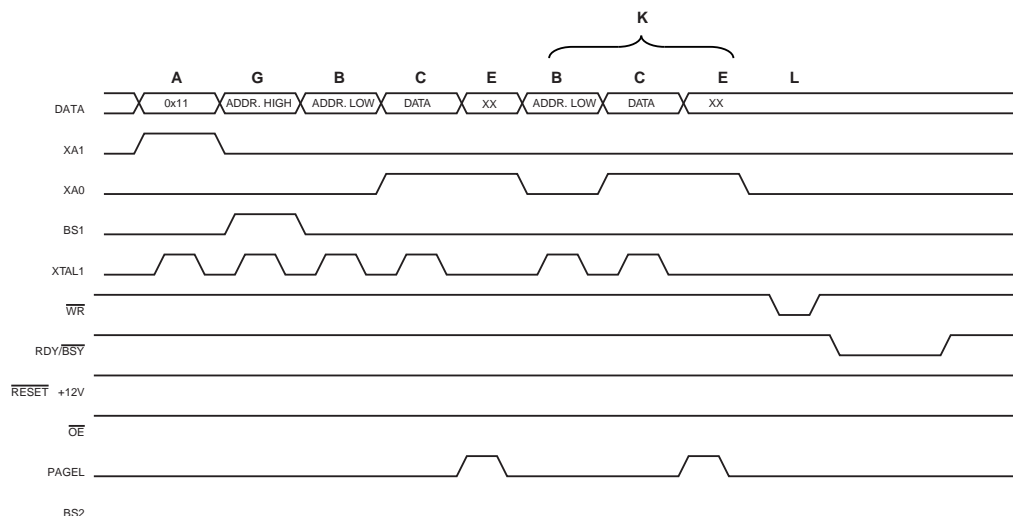 K
A G B C E B C E L
DATA 0x11 ADDR. HIGH ADDR. LOW DATA XX ADDR. LOW DATA XX
XA1
XA0
BS1
XTAL1
WR
RDY/BSY
RESET +12V
OE
PAGEL
BS2